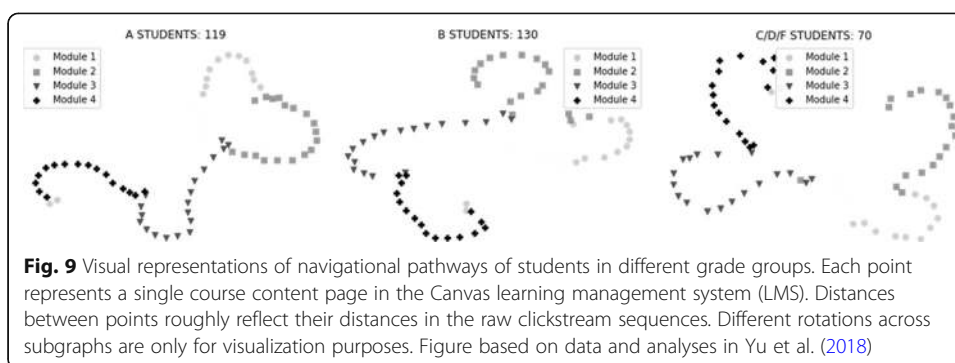 A STUDENTS: 119
Module 1
Module 2
Module 3
Module 4
B STUDENTS: 130
Module 1
Module 2
Module 3
Module 4
C/D/F STUDENTS: 70
Module 1
Module 2
Module 3
Module 4
Fig. 9 Visual representations of navigational pathways of students in different grade groups. Each point
represents a single course content page in the Canvas learning management system (LMS). Distances
between points roughly reflect their distances in the raw clickstream sequences. Different rotations across
subgraphs are only for visualization purposes. Figure based on data and analyses in Yu et al. (2018)